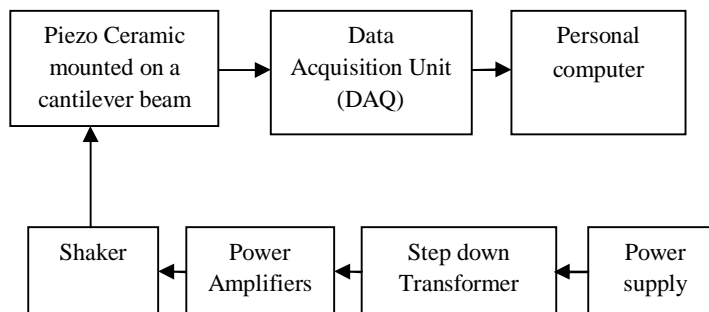 Piezo Ceramic
mounted on a
cantilever beam
Data
Acquisition Unit
(DAQ)
Personal
computer
Shaker
Power
Amplifiers
Step down
Transformer
Power
supply